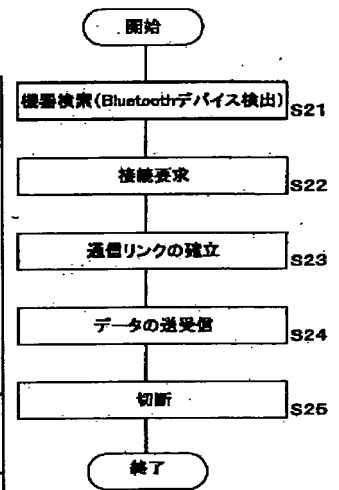 開始
機器検索(Bluetoothデバイス検出)
S21
接続要求
S22
通信リンクの確立
S23
データの送受信
S24
切断
S25
終了